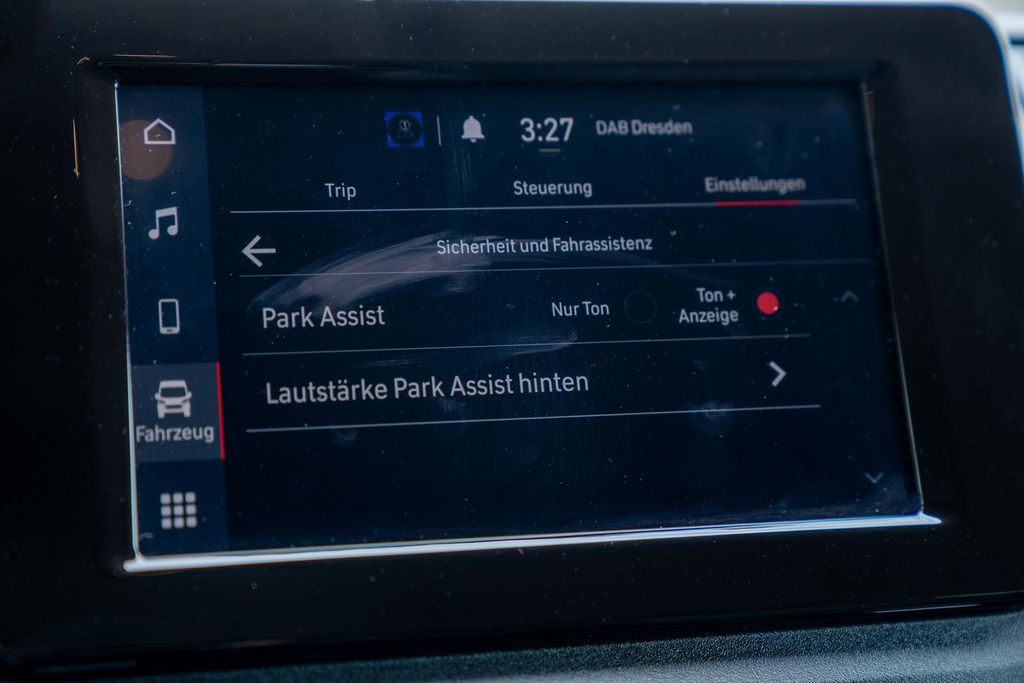 3:27 DAB Dresden
Trip Steuerung Einstellungen
Sicherheit und Fahrassistenz
Park Assist Nur Ton Ton +
Anzeige
Lautstärke Park Assist hinten
Fahrzeug